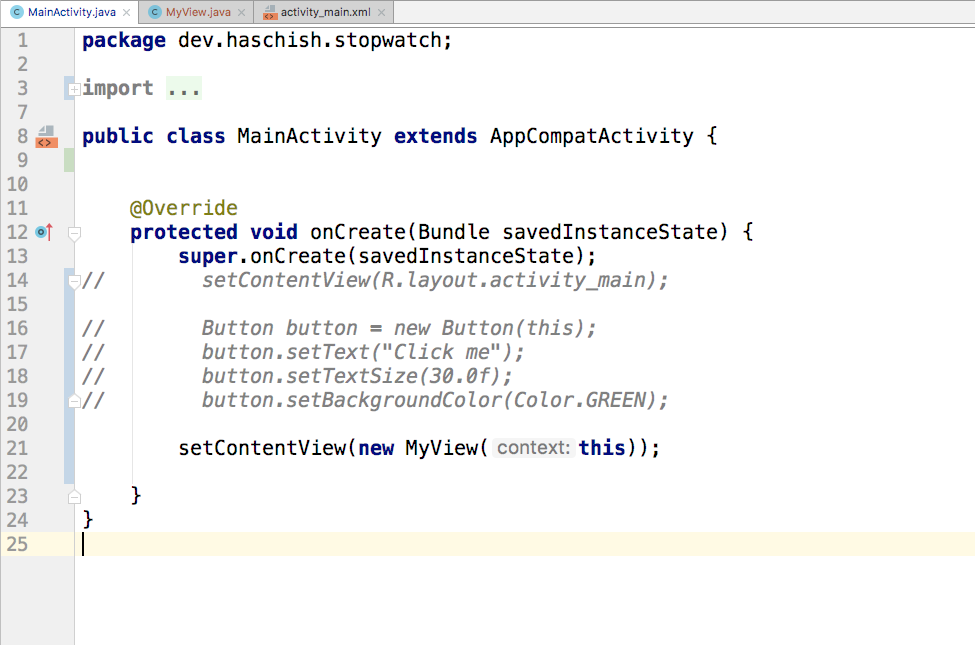 MainActivity.java × MyView.java × activity_main.xml ×
1 package dev.haschish.stopwatch;
2
3 import ...
7
8 public class MainActivity extends AppCompatActivity {
9
10
11 @Override
12 protected void onCreate(Bundle savedInstanceState) {
13 super.onCreate(savedInstanceState);
14 // setContentView(R.layout.activity_main);
15
16 // Button button = new Button(this);
17 // button.setText("Click me");
18 // button.setTextSize(30.0f);
19 // button.setBackgroundColor(Color.GREEN);
20
21 setContentView(new MyView( context: this));
22
23 }
24 }
25